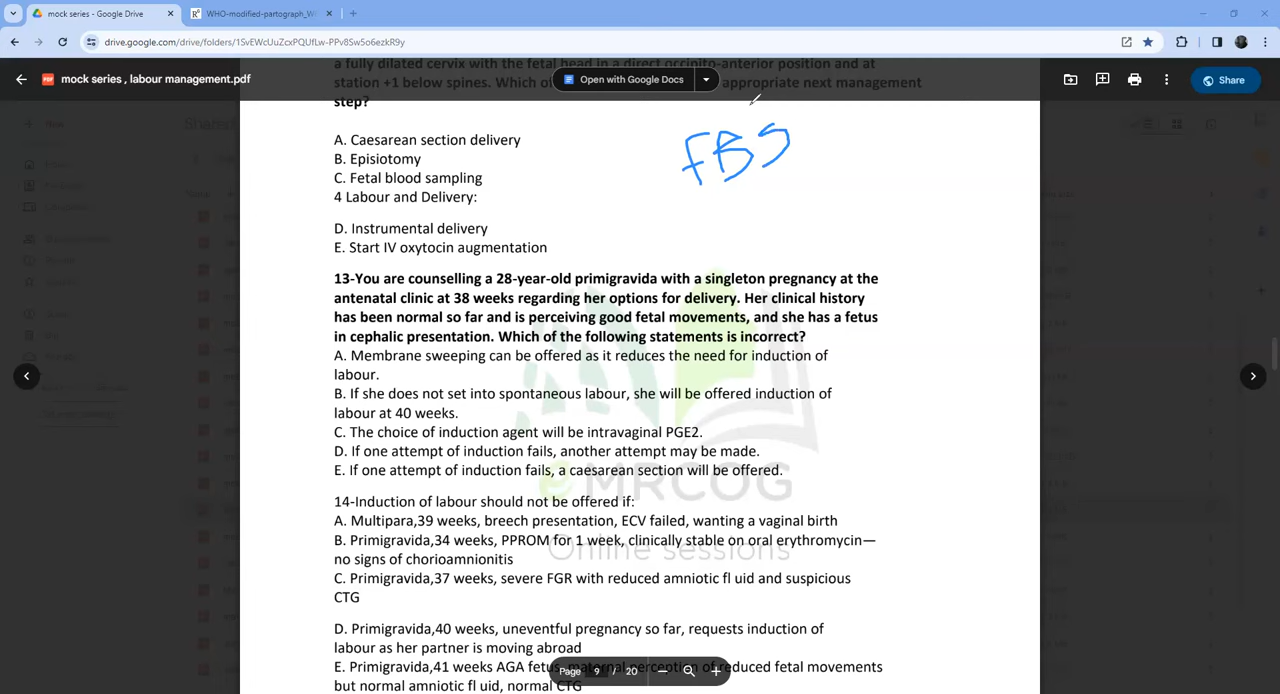 mock series - Google Drive
WHO-modified-partograph_W
drive.google.com/drive/folders/1SvEWcUuZcxPQUfLw-PPv8Sw5o6ezkR9y
mock series , labour management.pdf
Open with Google Docs
Share
a fully dilated cervix with the fetal head in a direct occipito-anterior position and at
station +1 below spines. Which of appropriate next management
step?
FBS
A. Caesarean section delivery
B. Episiotomy
C. Fetal blood sampling
4 Labour and Delivery:
D. Instrumental delivery
E. Start IV oxytocin augmentation
13-You are counselling a 28-year-old primigravida with a singleton pregnancy at the
antenatal clinic at 38 weeks regarding her options for delivery. Her clinical history
has been normal so far and is perceiving good fetal movements, and she has a fetus
in cephalic presentation. Which of the following statements is incorrect?
A. Membrane sweeping can be offered as it reduces the need for induction of
labour.
B. If she does not set into spontaneous labour, she will be offered induction of
labour at 40 weeks.
C. The choice of induction agent will be intravaginal PGE2.
D. If one attempt of induction fails, another attempt may be made.
E. If one attempt of induction fails, a caesarean section will be offered.
eMRCOG
Online sessions
14-Induction of labour should not be offered if:
A. Multipara,39 weeks, breech presentation, ECV failed, wanting a vaginal birth
B. Primigravida,34 weeks, PPROM for 1 week, clinically stable on oral erythromycin—
no signs of chorioamnionitis
C. Primigravida,37 weeks, severe FGR with reduced amniotic fl uid and suspicious
CTG
D. Primigravida,40 weeks, uneventful pregnancy so far, requests induction of
labour as her partner is moving abroad
E. Primigravida,41 weeks AGA fetus, maternal perception of reduced fetal movements
but normal amniotic fl uid, normal CTG
Page 9 / 20